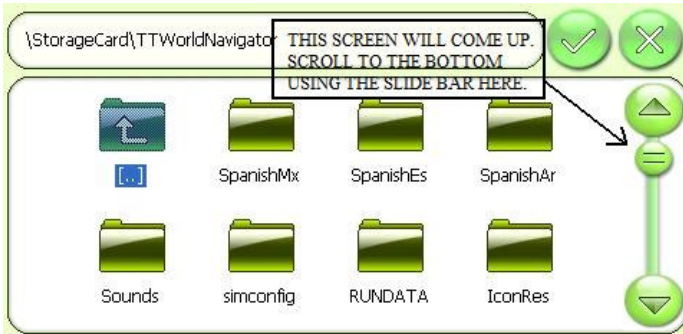 \StorageCard\TTWorldNavigator
THIS SCREEN WILL COME UP.
SCROLL TO THE BOTTOM
USING THE SLIDE BAR HERE.
[..] SpanishMx SpanishEs SpanishAr
Sounds simconfig RUNDATA IconRes